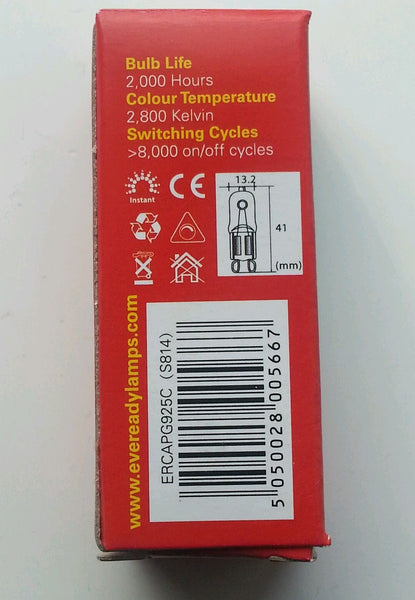 Bulb Life
2,000 Hours
Colour Temperature
2,800 Kelvin
Switching Cycles
>8,000 on/off cycles
Instant
CE
13.2
41
(mm)
www.evereadylamps.com
ERCAPG925C (S814)
5 050028 005667